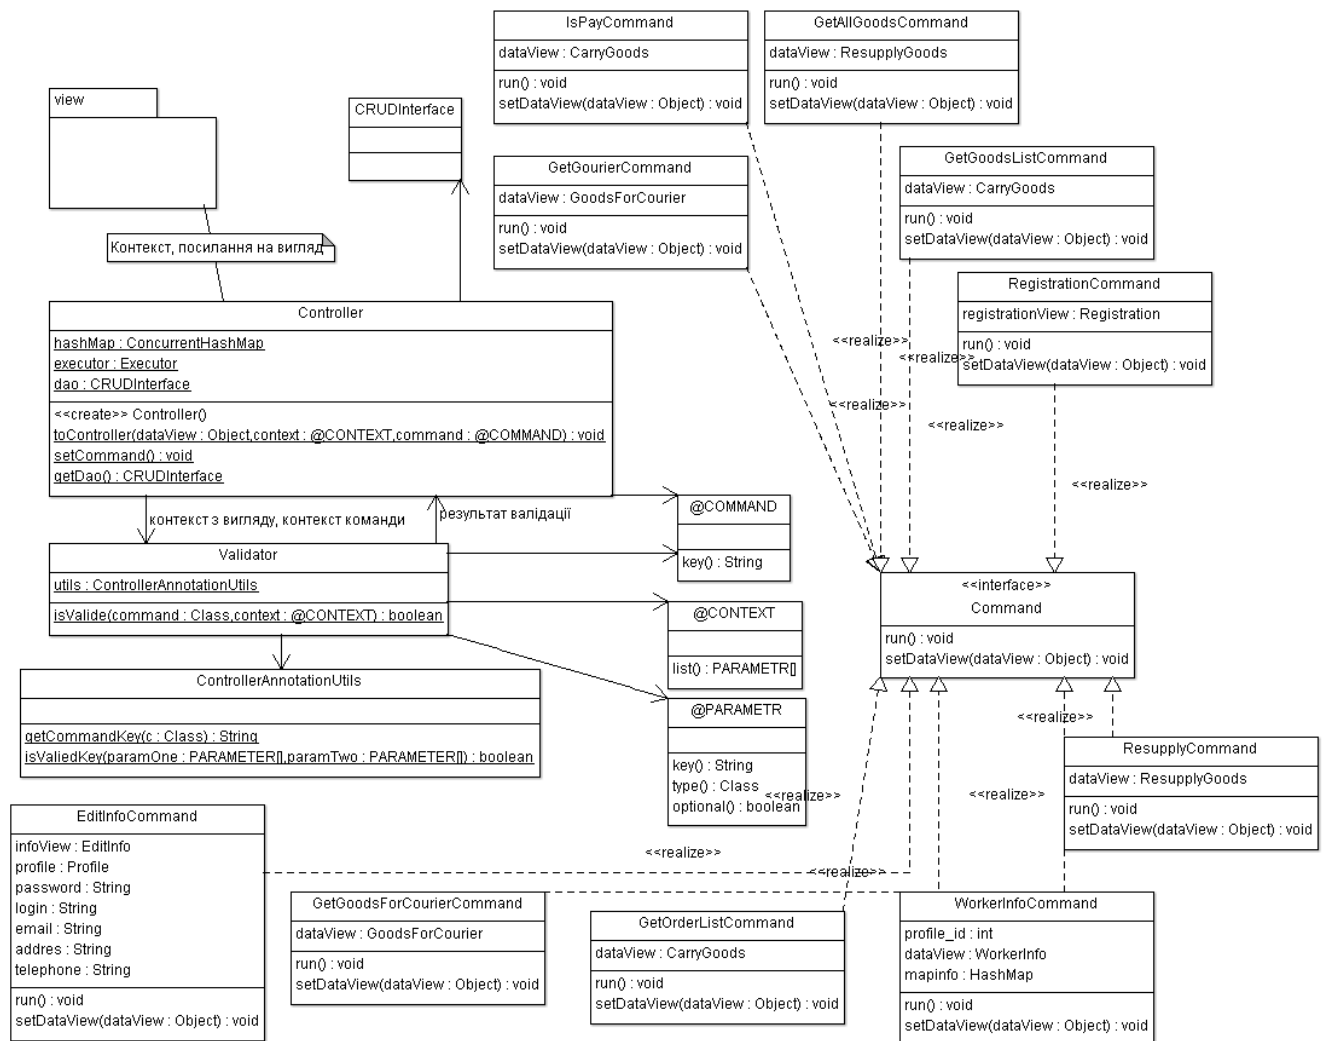 IsPayCommand
dataView : CarryGoods
run() : void
setDataView(dataView : Object) : void
GetAllGoodsCommand
dataView : ResupplyGoods
run() : void
setDataView(dataView : Object) : void
view
CRUDInterface
GetGourierCommand
dataView : GoodsForCourier
run() : void
setDataView(dataView : Object) : void
GetGoodsListCommand
dataView : CarryGoods
run() : void
setDataView(dataView : Object) : void
Контекст, посилання на вигляд
RegistrationCommand
registrationView : Registration
run() : void
setDataView(dataView : Object) : void
Controller
hashMap : ConcurrentHashMap
executor : Executor
dao : CRUDInterface
<<create>> Controller()
toController(dataView : Object,context : @CONTEXT,command : @COMMAND) : void
setCommand() : void
getDao() : CRUDInterface
<<realize>>
<<realize>>
<<realize>>
<<realize>>
<<realize>>
контекст з вигляду, контекст команди
результат валідації
@COMMAND
key() : String
Validator
utils : ControllerAnnotationUtils
isValide(command : Class,context : @CONTEXT) : boolean
@CONTEXT
list() : PARAMETR[]
<<interface>>
Command
run() : void
setDataView(dataView : Object) : void
ControllerAnnotationUtils
getCommandKey(c : Class) : String
isValiedKey(paramOne : PARAMETER[],paramTwo : PARAMETER[]) : boolean
@PARAMETR
key() : String
type() : Class
optional() : boolean
<<realize>>
<<realize>>
<<realize>>
<<realize>>
<<realize>>
ResupplyCommand
dataView : ResupplyGoods
run() : void
setDataView(dataView : Object) : void
EditInfoCommand
infoView : EditInfo
profile : Profile
password : String
login : String
email : String
addres : String
telephone : String
run() : void
setDataView(dataView : Object) : void
GetGoodsForCourierCommand
dataView : GoodsForCourier
run() : void
setDataView(dataView : Object) : void
GetOrderListCommand
dataView : CarryGoods
run() : void
setDataView(dataView : Object) : void
WorkerInfoCommand
profile_id : int
dataView : WorkerInfo
mapinfo : HashMap
run() : void
setDataView(dataView : Object) : void